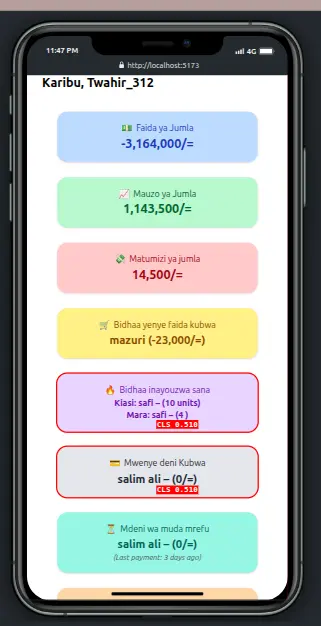 11:47 PM
4G
http://localhost:5173
Karibu, Twahir_312
Faida ya Jumla
-3,164,000/=
Mauzo ya Jumla
1,143,500/=
Matumizi ya jumla
14,500/=
Bidhaa yenye faida kubwa
mazuri (-23,000/=)
Bidhaa inayouzwa sana
Kiasi: safi – (10 units)
Mara: safi – (4 )
CLS 0.510
Mwenye deni Kubwa
salim ali – (0/=)
CLS 0.510
Mdeni wa muda mrefu
salim ali – (0/=)
(Last payment: 3 days ago)